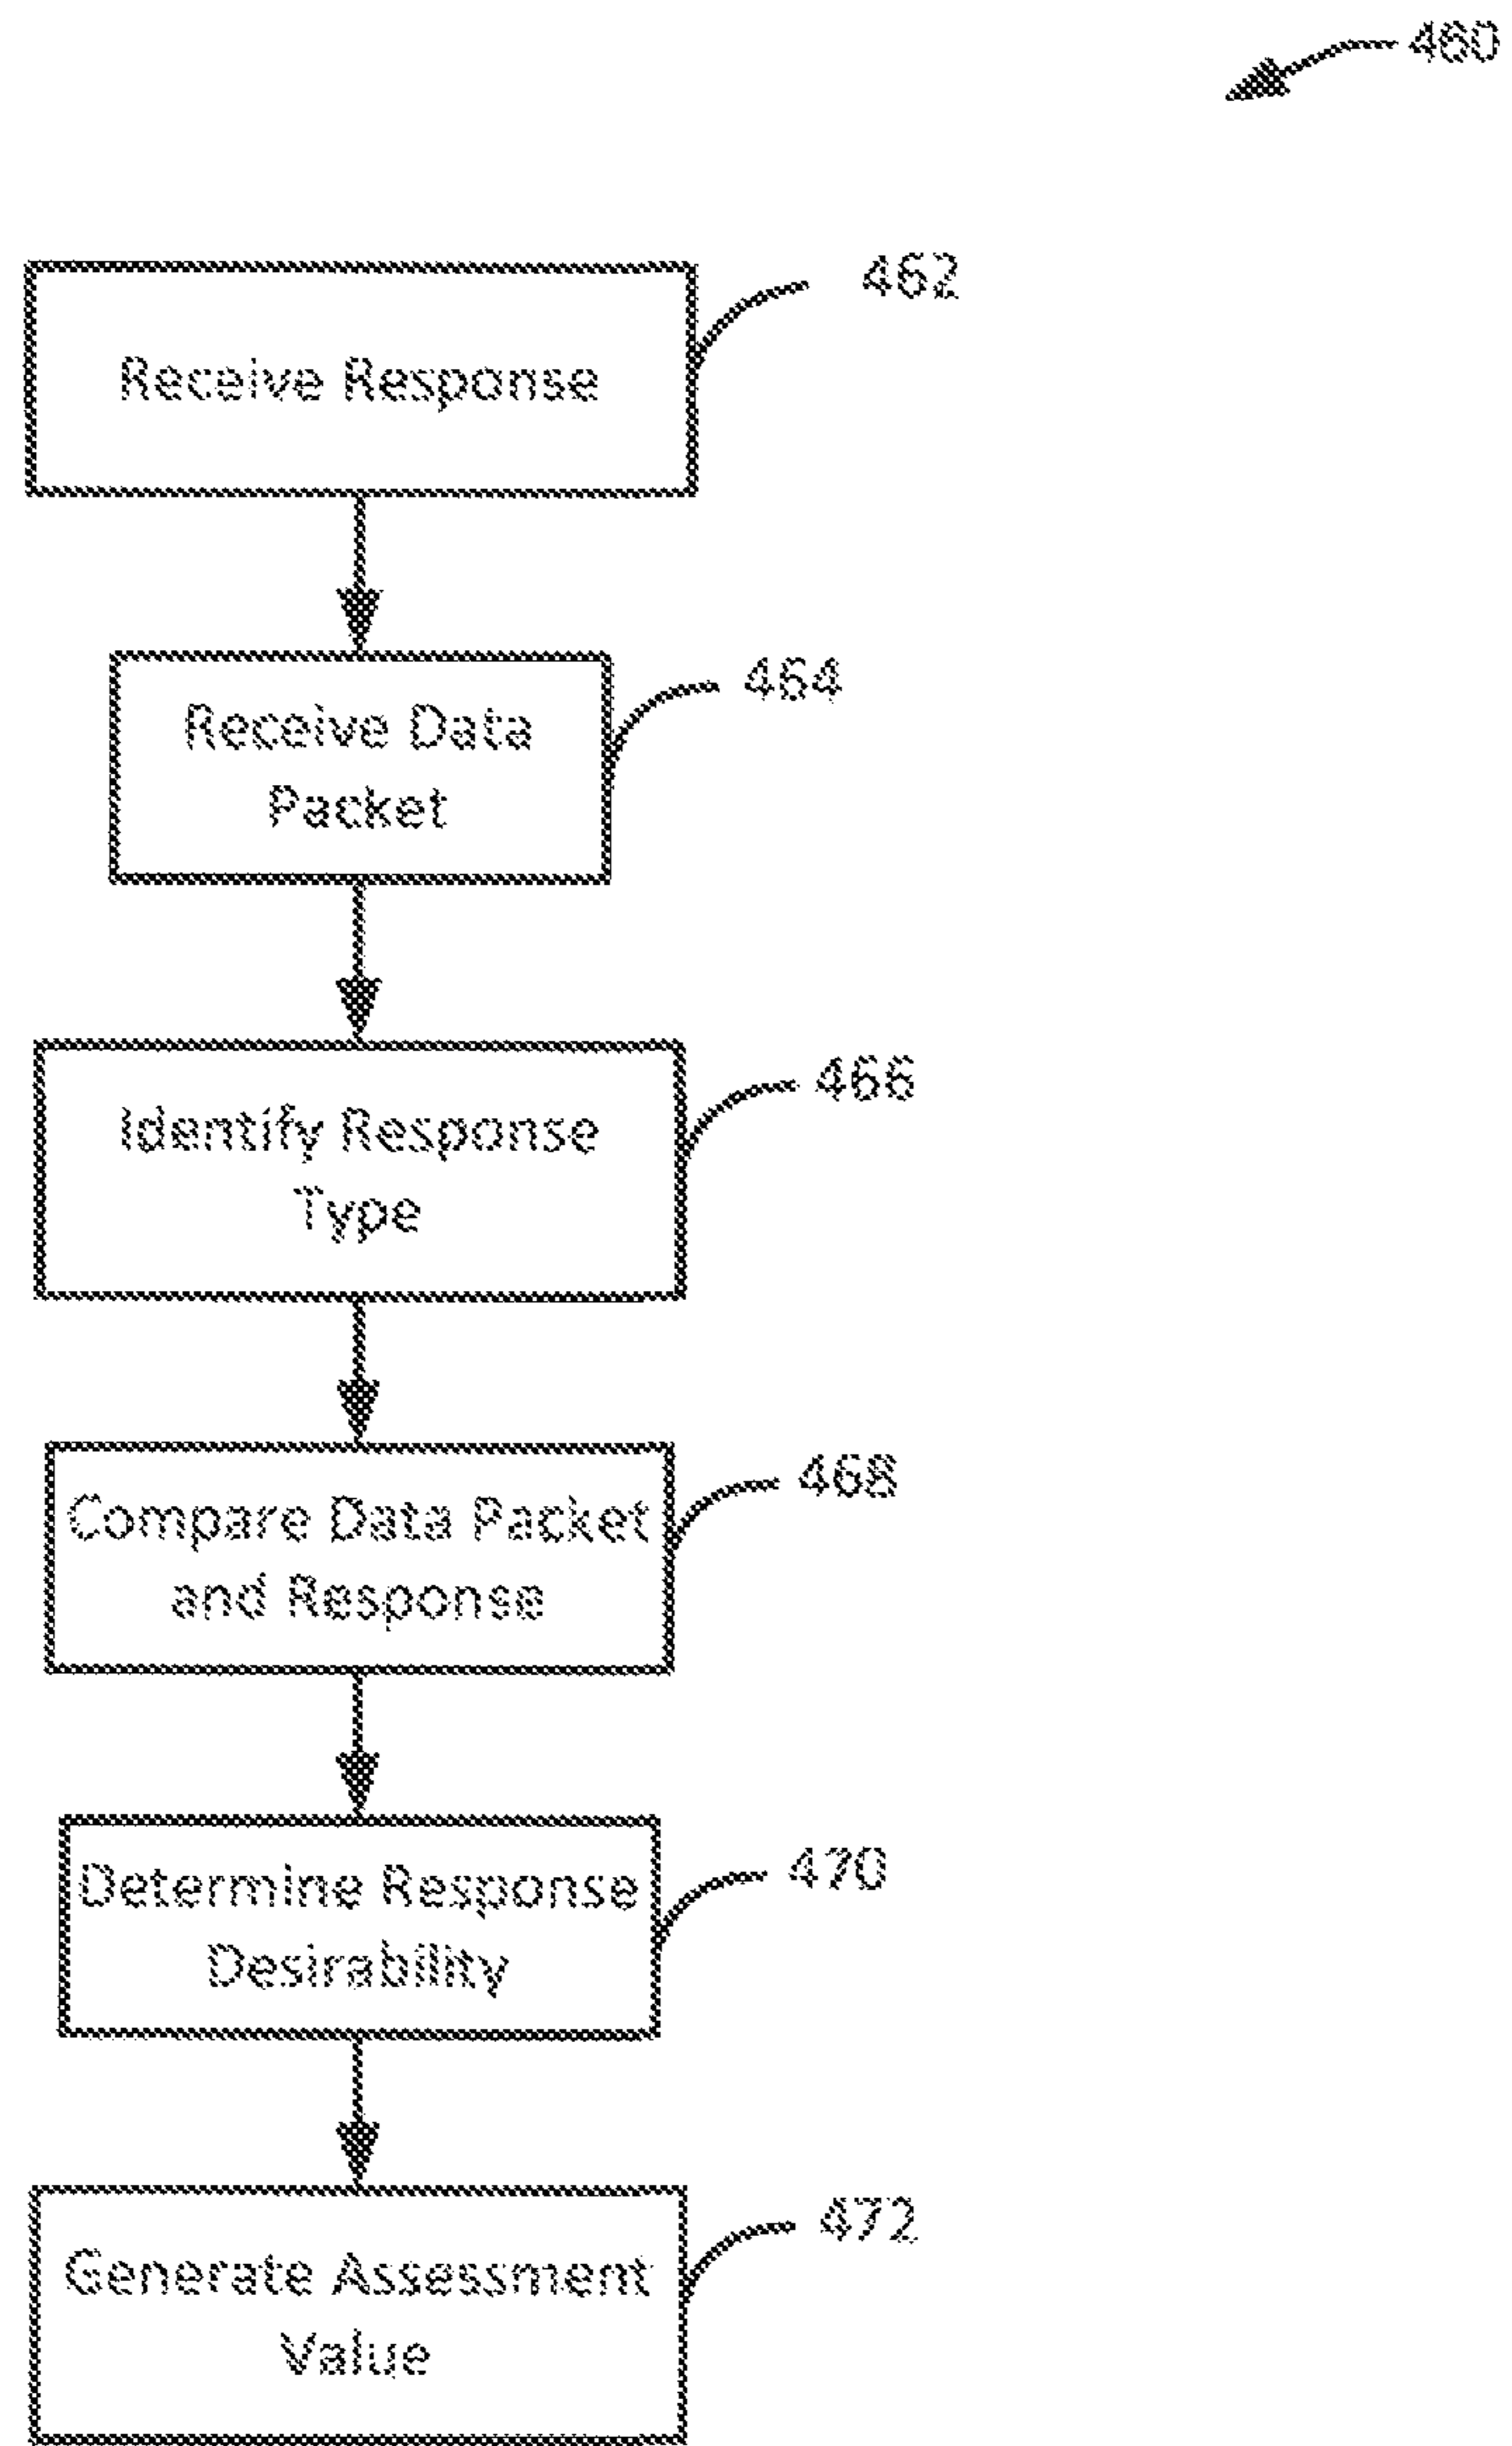 460
462
Receive Response
464
Receive Data
Packet
466
Identify Response
Type
468
Compare Data Packet
and Response
470
Determine Response
Desirability
472
Generate Assessment
Value